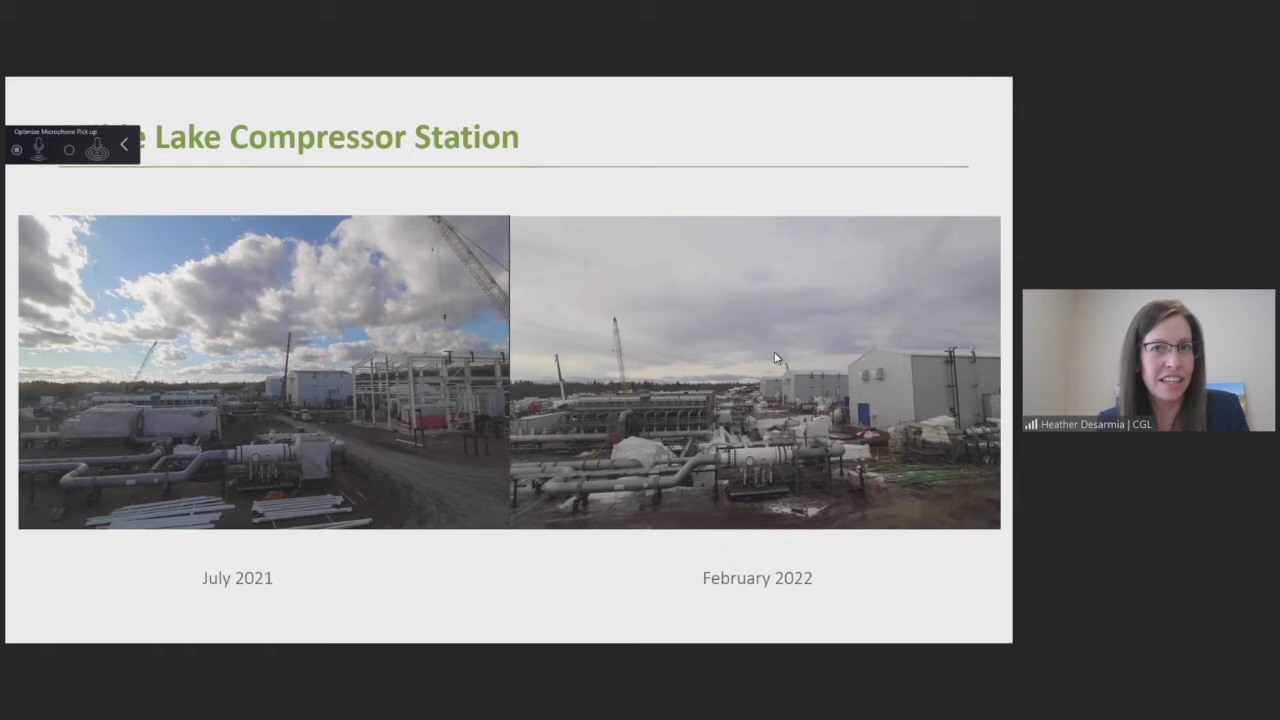 Optimize Microphone Pick up
Lake Compressor Station
July 2021
February 2022
Heather Desarmia | CGL